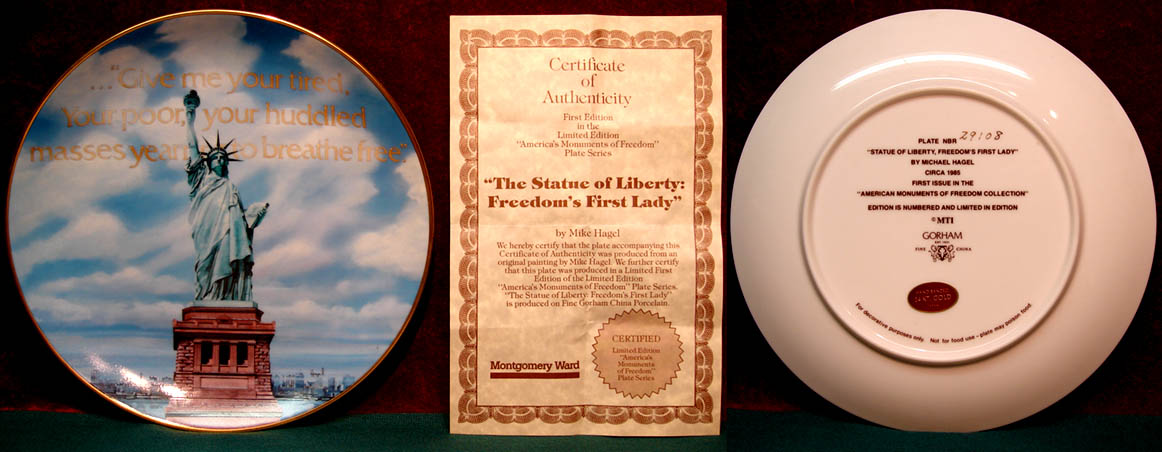 ..."Give me your tired,
Your poor, your huddled
masses year to breathe free"
Certificate
of
Authenticity
First Edition
in the
Limited Edition
"America's Monuments of Freedom"
Plate Series
"The Statue of Liberty:
Freedom's First Lady"
by Mike Hagel
We hereby certify that the plate accompanying this
Certificate of Authenticity was produced from an
original painting by Mike Hagel. We further certify
that this plate was produced in a Limited First
Edition of the Limited Edition
"America's Monuments of Freedom" Plate Series.
"The Statue of Liberty: Freedom's First Lady"
is produced on Fine Gorham China Porcelain.
Montgomery Ward
CERTIFIED
Limited Edition
"America's
Monuments
of Freedom"
Plate Series
PLATE NBR 29108
"STATUE OF LIBERTY, FREEDOM'S FIRST LADY"
BY MICHAEL HAGEL
CIRCA 1985
FIRST ISSUE IN THE
"AMERICAN MONUMENTS OF FREEDOM COLLECTION"
EDITION IS NUMBERED AND LIMITED IN EDITION
©MTI
GORHAM
EST. 1831
FINE CHINA
24 KT GOLD
For decorative purposes only. Not for food use - plate may poison food.